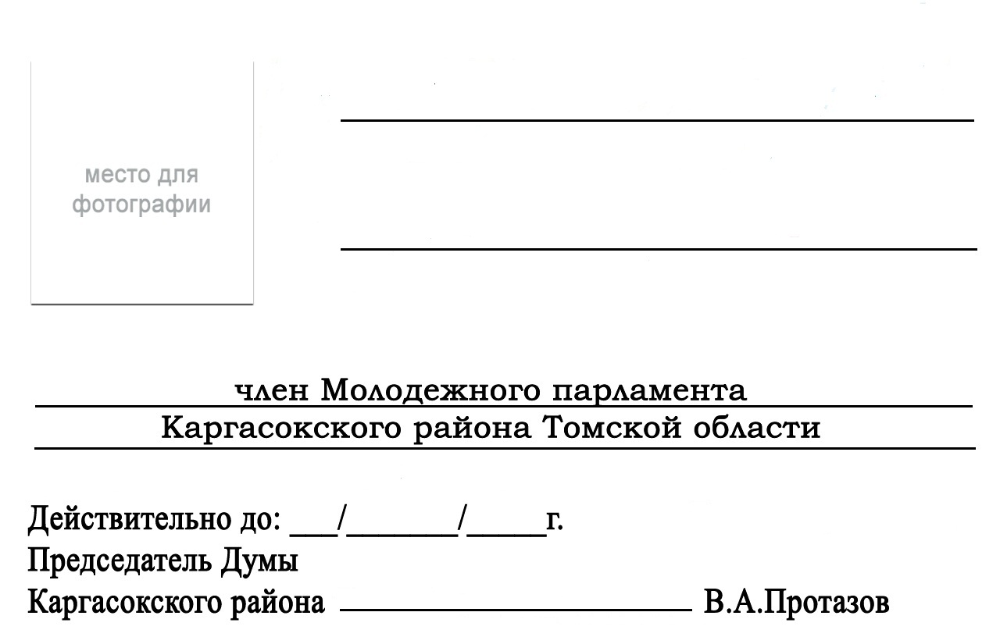 место для
фотографии
член Молодежного парламента
Каргасокского района Томской области
Действительно до: ___/_______/_____г.
Председатель Думы
Каргасокского района ______________________ В.А.Протазов